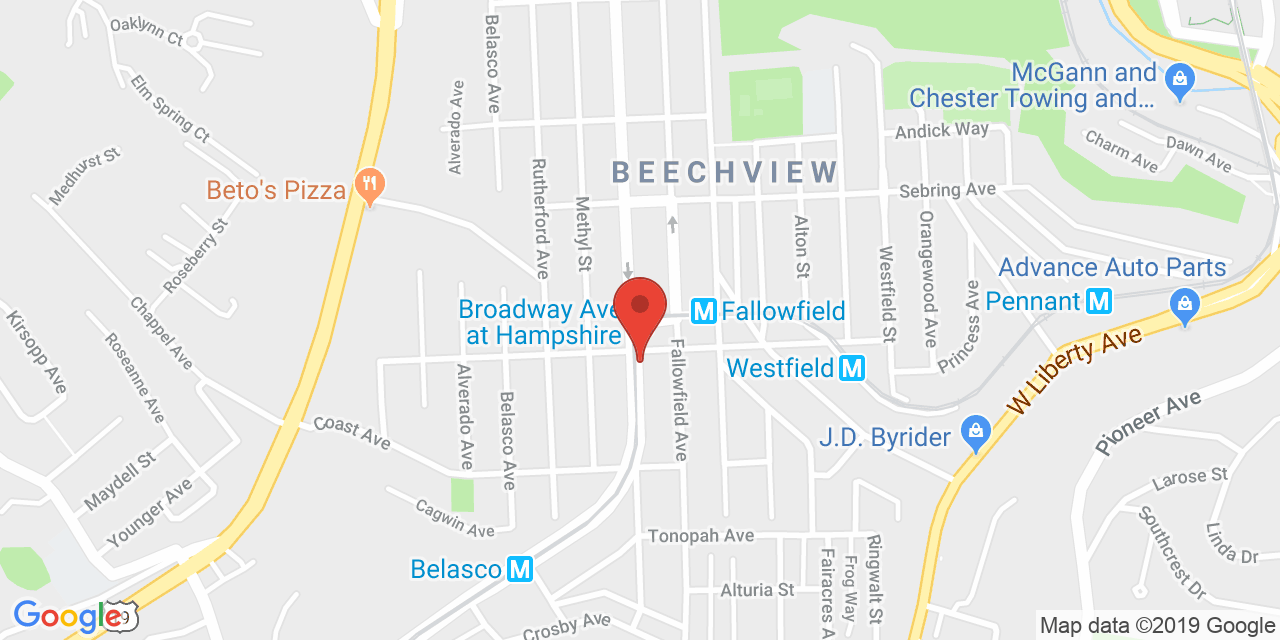 Oaklynn Ct
Belasco Ave
Elm Spring Ct
Alverado Ave
McGann and
Chester Towing and...
Andick Way
Charm Ave
Dawn Ave
Medhurst St
BEECHVIEW
Beto's Pizza
Rutherford Ave
Methyl St
Sebring Ave
Roseberry St
Alton St
Orangewood Ave
Westfield St
Princess Ave
Advance Auto Parts
Pennant M
Chappel Ave
Kirsopp Ave
Roseanne Ave
Broadway Ave
at Hampshire
M Fallowfield
Westfield M
Fallowfield Ave
W Liberty Ave
Pioneer Ave
Alverado Ave
Belasco Ave
Coast Ave
J.D. Byrider
Maydell St
Younger Ave
Cagwin Ave
Larose St
Southcrest Dr
Linda Dr
Tonopah Ave
Belasco M
Alturia St
Fairacres A
Frog Way
Ringwalt St
Crosby Ave
Google
Map data ©2019 Google